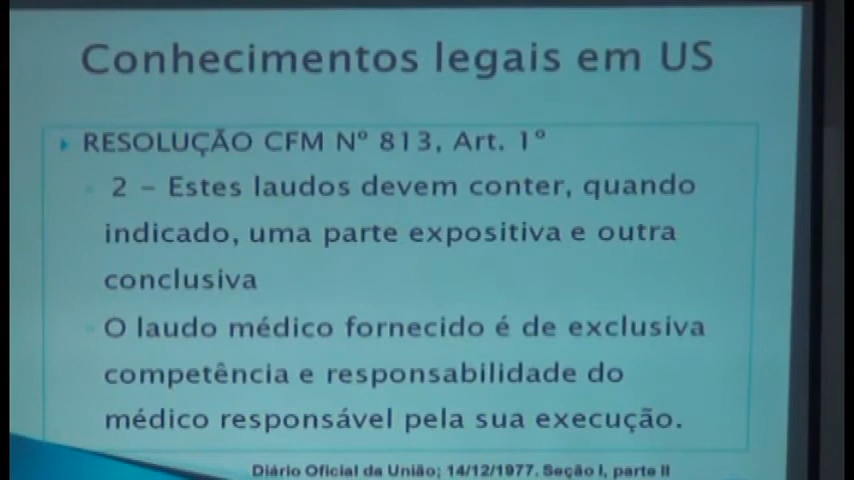 Conhecimentos legais em US
RESOLUÇÃO CFM Nº 813, Art. 1º
2 – Estes laudos devem conter, quando
indicado, uma parte expositiva e outra
conclusiva
O laudo médico fornecido é de exclusiva
competência e responsabilidade do
médico responsável pela sua execução.
Diário Oficial da União; 14/12/1977. Seção I, parte II